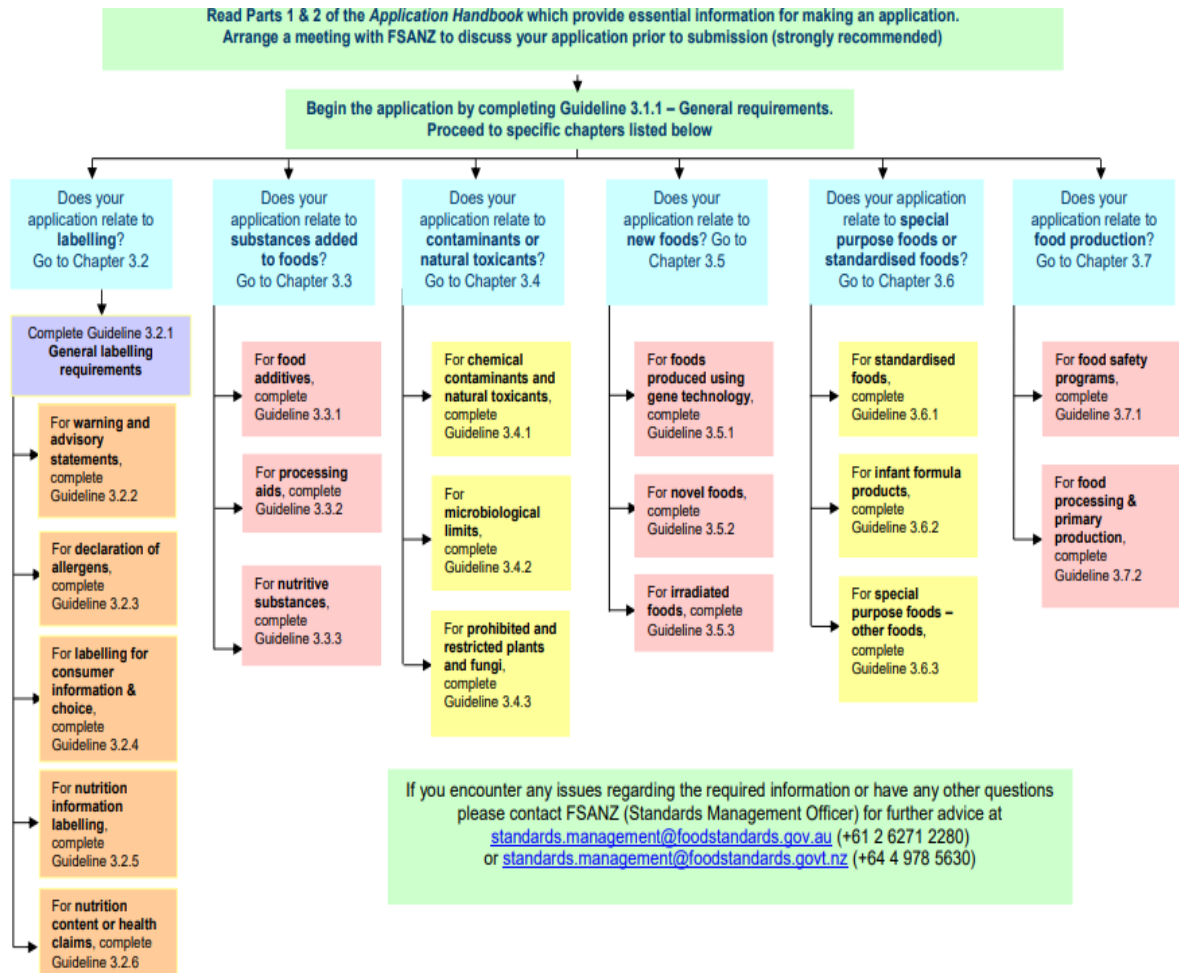 Read Parts 1 & 2 of the Application Handbook which provide essential information for making an application.
Arrange a meeting with FSANZ to discuss your application prior to submission (strongly recommended)
Begin the application by completing Guideline 3.1.1 – General requirements.
Proceed to specific chapters listed below
Does your
application relate to
labelling?
Go to Chapter 3.2
Does your
application relate to
substances added
to foods?
Go to Chapter 3.3
Does your
application relate to
contaminants or
natural toxicants?
Go to Chapter 3.4
Does your
application relate to
new foods? Go to
Chapter 3.5
Does your application
relate to special
purpose foods or
standardised foods?
Go to Chapter 3.6
Does your
application relate to
food production?
Go to Chapter 3.7
Complete Guideline 3.2.1
General labelling
requirements
For warning and
advisory
statements,
complete
Guideline 3.2.2
For declaration of
allergens,
complete
Guideline 3.2.3
For labelling for
consumer
information &
choice,
complete
Guideline 3.2.4
For nutrition
information
labelling,
complete
Guideline 3.2.5
For nutrition
content or health
claims, complete
Guideline 3.2.6
For food
additives,
complete
Guideline 3.3.1
For processing
aids, complete
Guideline 3.3.2
For nutritive
substances,
complete
Guideline 3.3.3
For chemical
contaminants and
natural toxicants,
complete
Guideline 3.4.1
For
microbiological
limits,
complete
Guideline 3.4.2
For prohibited and
restricted plants
and fungi,
complete
Guideline 3.4.3
For foods
produced using
gene technology,
complete
Guideline 3.5.1
For novel foods,
complete
Guideline 3.5.2
For irradiated
foods, complete
Guideline 3.5.3
For standardised
foods,
complete
Guideline 3.6.1
For infant formula
products,
complete
Guideline 3.6.2
For special
purpose foods –
other foods,
complete
Guideline 3.6.3
For food safety
programs,
complete
Guideline 3.7.1
For food
processing &
primary
production,
complete
Guideline 3.7.2
If you encounter any issues regarding the required information or have any other questions
please contact FSANZ (Standards Management Officer) for further advice at
standards.management@foodstandards.gov.au (+61 2 6271 2280)
or standards.management@foodstandards.govt.nz (+64 4 978 5630)